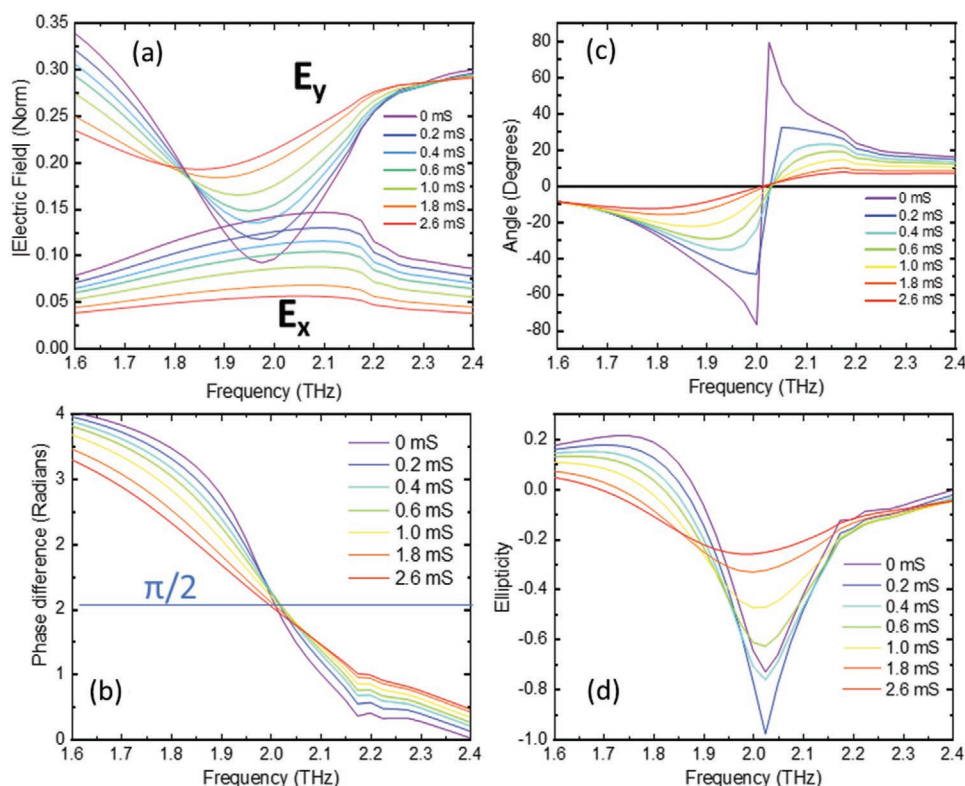 (a)
E_y
E_x
|Electric Field| (Norm)
0.35
0.30
0.25
0.20
0.15
0.10
0.05
0.00
0 mS
0.2 mS
0.4 mS
0.6 mS
1.0 mS
1.8 mS
2.6 mS
1.6 1.7 1.8 1.9 2.0 2.1 2.2 2.3 2.4
Frequency (THz)
(c)
Angle (Degrees)
80
60
40
20
0
-20
-40
-60
-80
0 mS
0.2 mS
0.4 mS
0.6 mS
1.0 mS
1.8 mS
2.6 mS
1.6 1.7 1.8 1.9 2.0 2.1 2.2 2.3 2.4
Frequency (THz)
(b)
Phase difference (Radians)
4
3
2
2
1
0
π/2
0 mS
0.2 mS
0.4 mS
0.6 mS
1.0 mS
1.8 mS
2.6 mS
1.6 1.7 1.8 1.9 2.0 2.1 2.2 2.3 2.4
Frequency (THz)
(d)
Ellipticity
0.2
0.0
-0.2
-0.4
-0.6
-0.8
-1.0
0 mS
0.2 mS
0.4 mS
0.6 mS
1.0 mS
1.8 mS
2.6 mS
1.6 1.7 1.8 1.9 2.0 2.1 2.2 2.3 2.4
Frequency (THz)